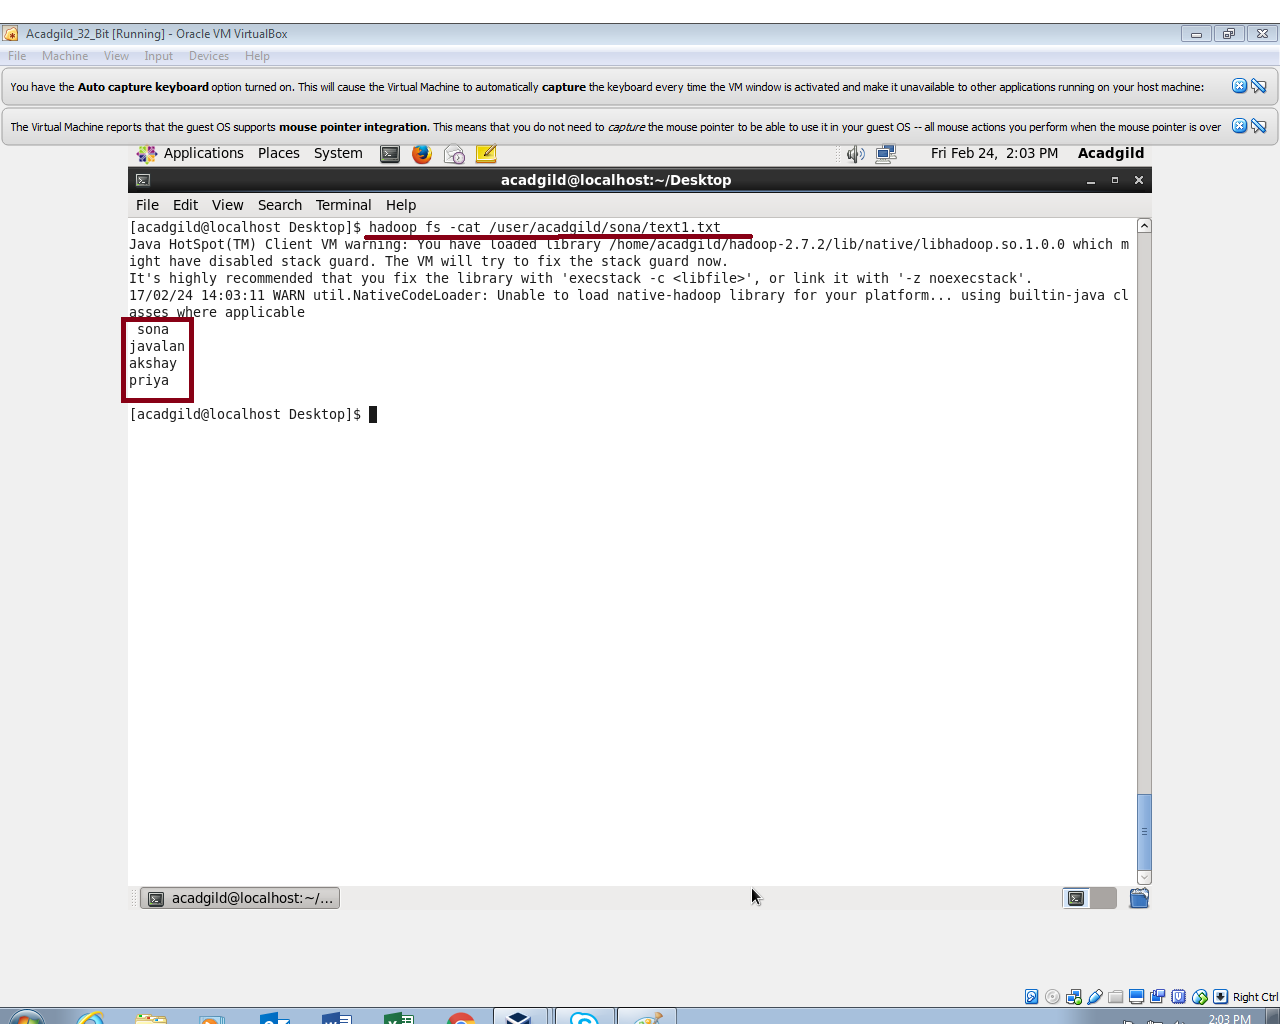 Acadgild_32_Bit [Running] - Oracle VM VirtualBox
File Machine View Input Devices Help
You have the Auto capture keyboard option turned on. This will cause the Virtual Machine to automatically capture the keyboard every time the VM window is activated and make it unavailable to other applications running on your host machine:
The Virtual Machine reports that the guest OS supports mouse pointer integration. This means that you do not need to capture the mouse pointer to be able to use it in your guest OS -- all mouse actions you perform when the mouse pointer is over
Applications Places System Fri Feb 24, 2:03 PM Acadgild
acadgild@localhost:~/Desktop
File Edit View Search Terminal Help
[acadgild@localhost Desktop]$ hadoop fs -cat /user/acadgild/sona/text1.txt
Java HotSpot(TM) Client VM warning: You have loaded library /home/acadgild/hadoop-2.7.2/lib/native/libhadoop.so.1.0.0 which m
ight have disabled stack guard. The VM will try to fix the stack guard now.
It's highly recommended that you fix the library with 'execstack -c <libfile>', or link it with '-z noexecstack'.
17/02/24 14:03:11 WARN util.NativeCodeLoader: Unable to load native-hadoop library for your platform... using builtin-java cl
asses where applicable
sona
javalan
akshay
priya
[acadgild@localhost Desktop]$
acadgild@localhost:~/...
Right Ctrl
2:03 PM